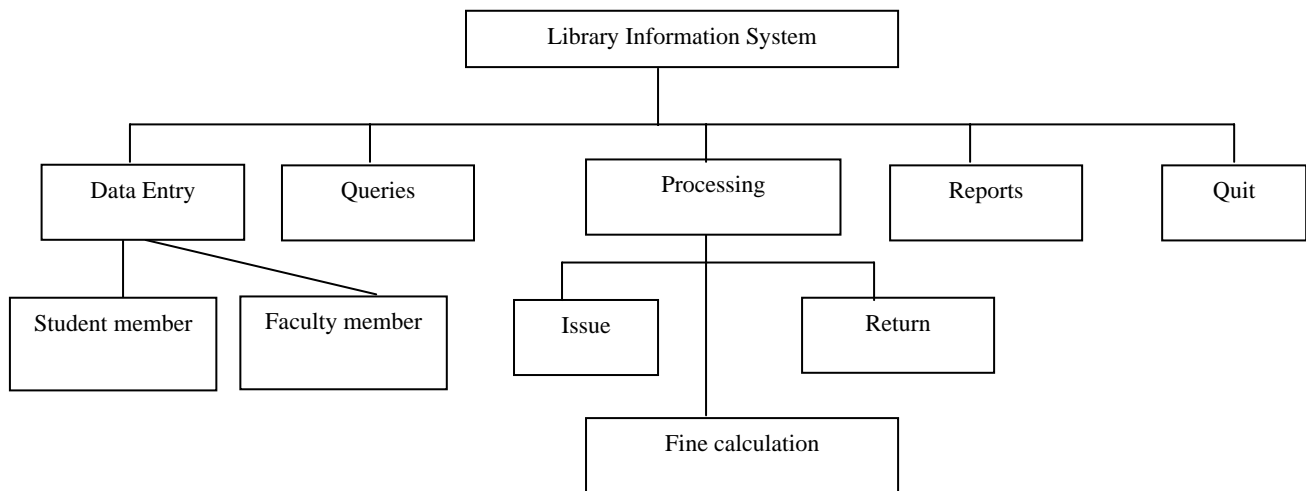 Library Information System
Data Entry
Queries
Processing
Reports
Quit
Student member
Faculty member
Issue
Return
Fine calculation